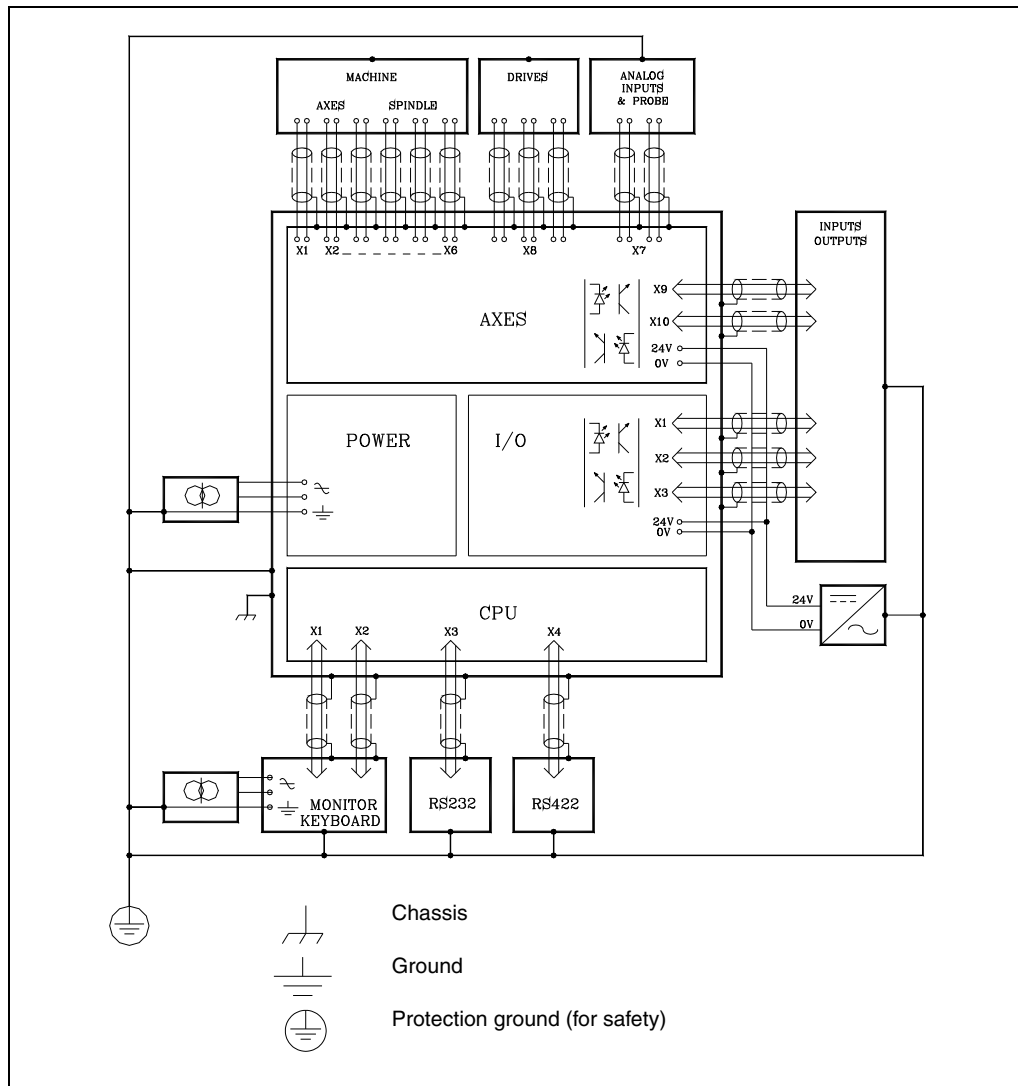 MACHINE
AXES SPINDLE
DRIVES
ANALOG
INPUTS
& PROBE
X1 X2 X6
X8
X7
INPUTS
OUTPUTS
AXES
X9
X10
24V
0V
POWER
I/O
X1
X2
X3
24V
0V
24V
0V
CPU
X1 X2 X3 X4
MONITOR
KEYBOARD
RS232
RS422
Chassis
Ground
Protection ground (for safety)